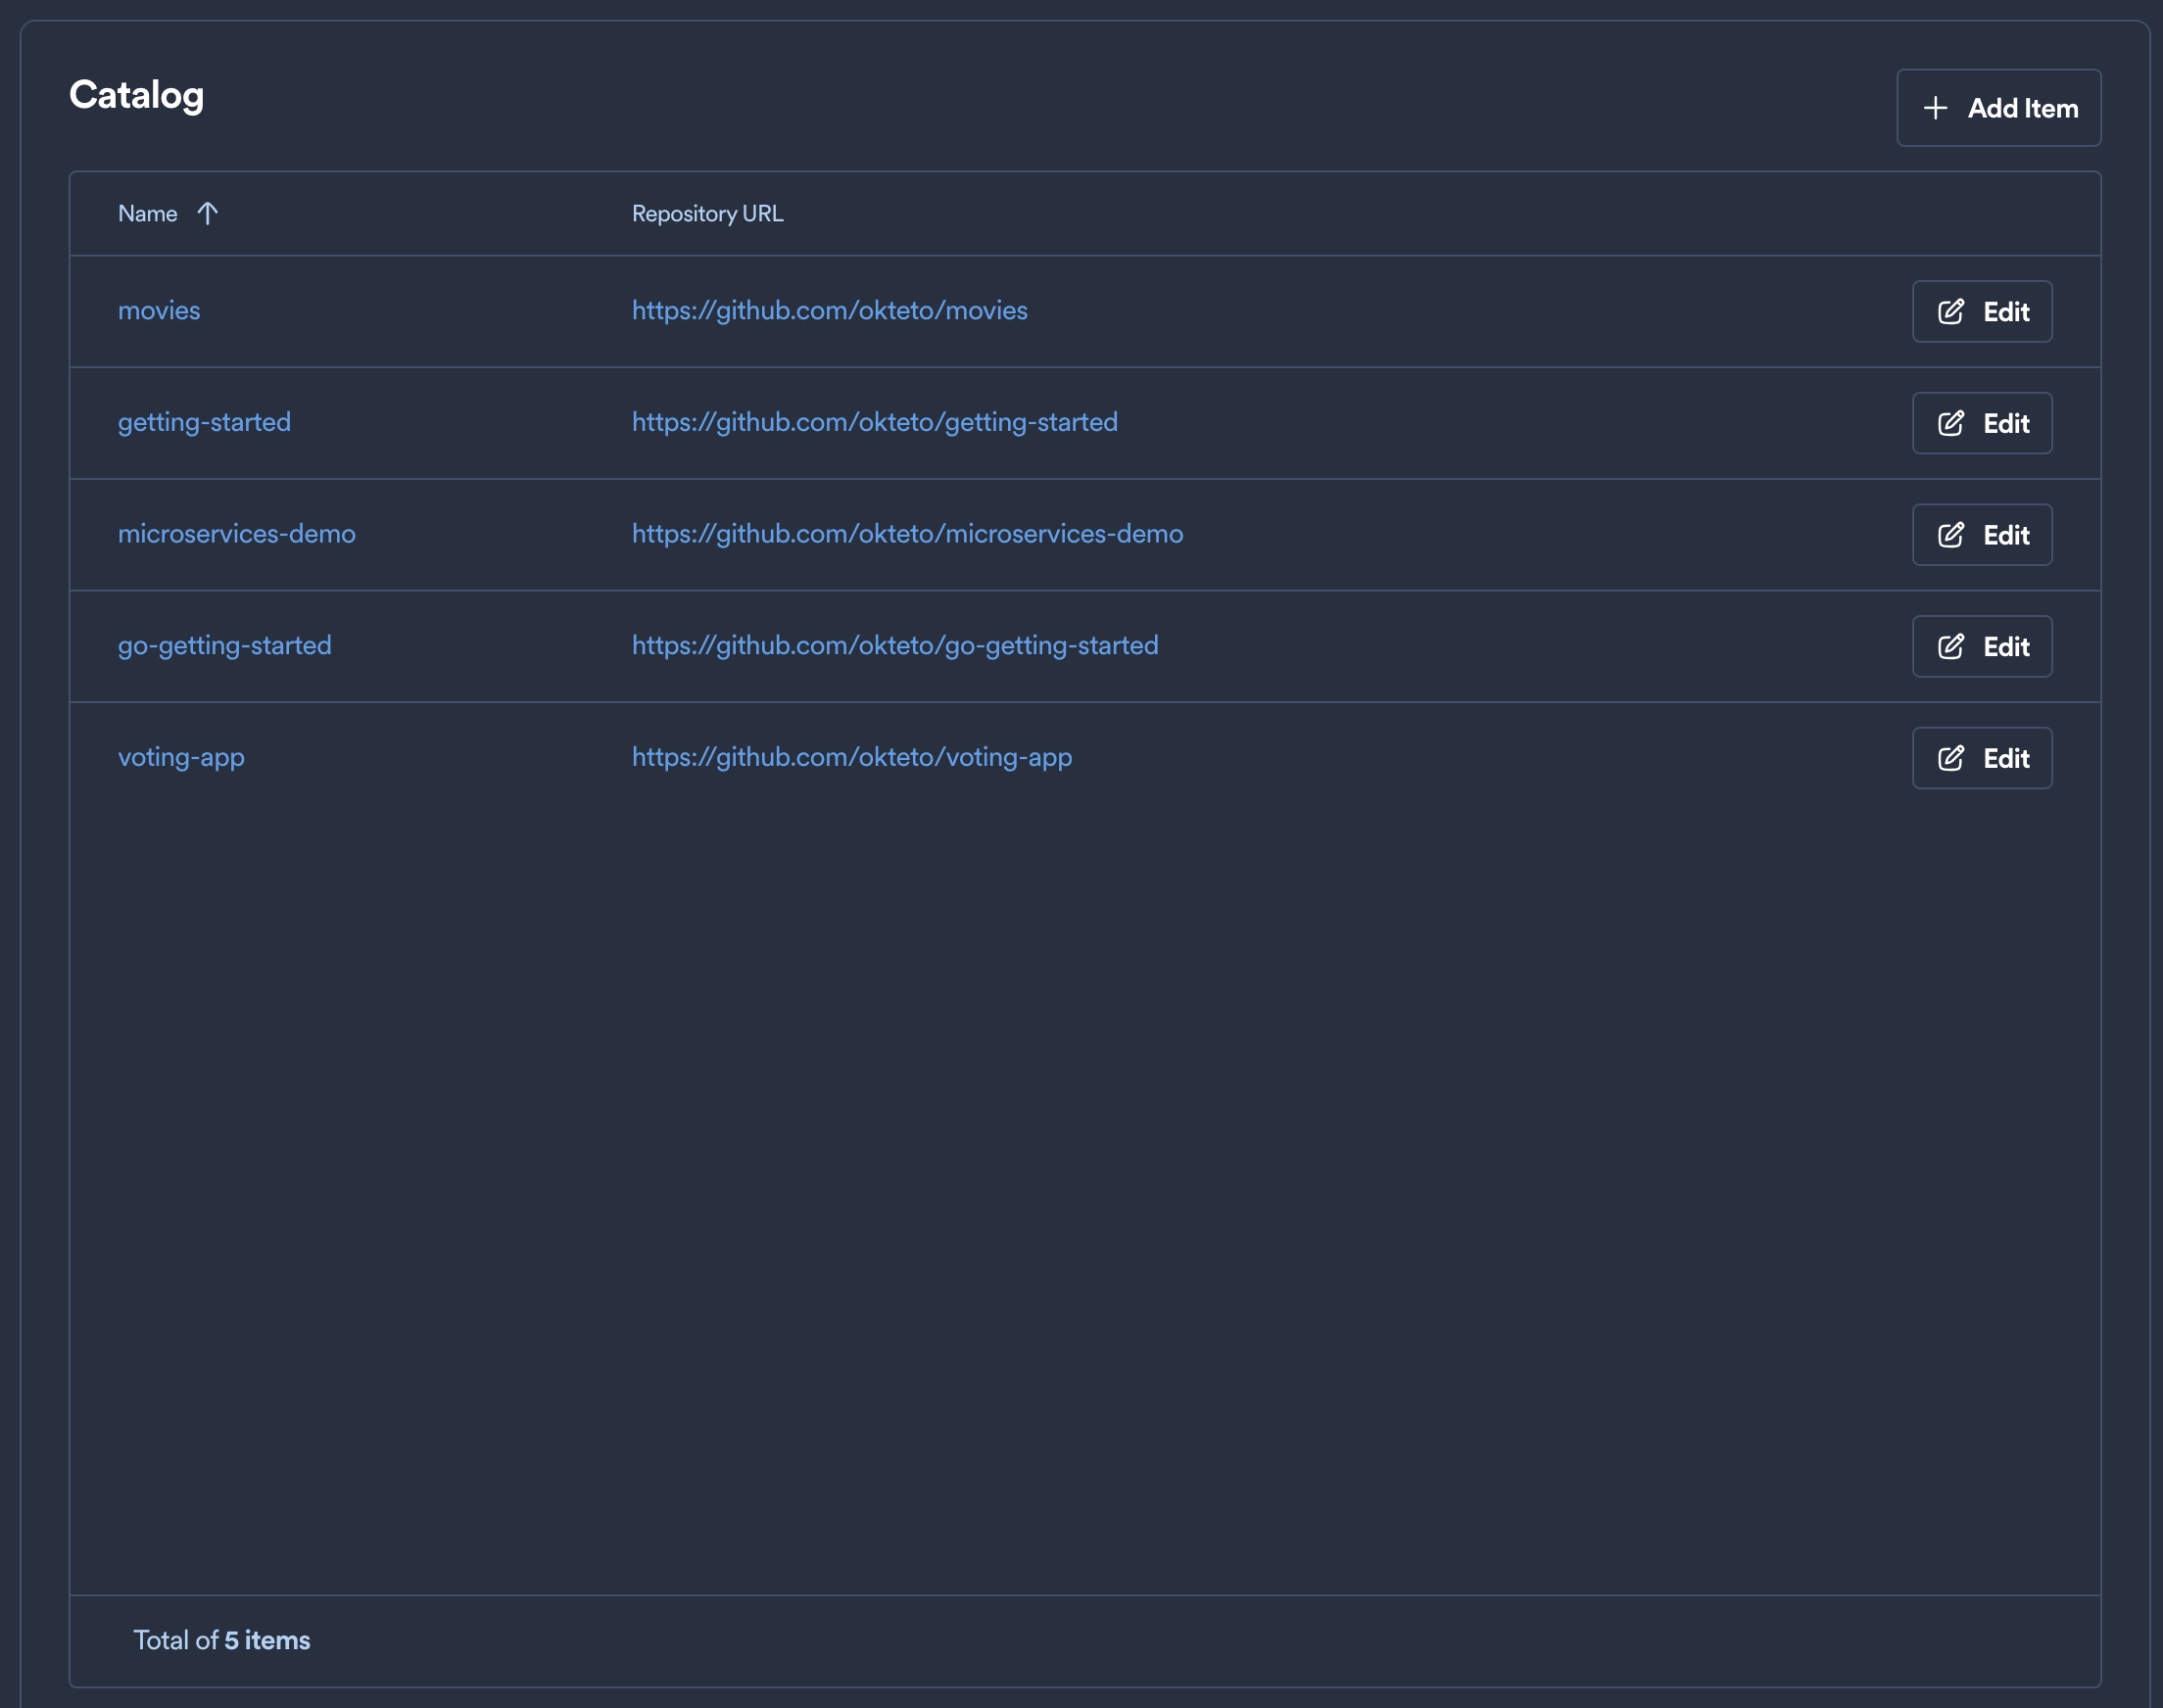 Catalog
Add Item
Name Repository URL
movies https://github.com/okteto/movies Edit
getting-started https://github.com/okteto/getting-started Edit
microservices-demo https://github.com/okteto/microservices-demo Edit
go-getting-started https://github.com/okteto/go-getting-started Edit
voting-app https://github.com/okteto/voting-app Edit
Total of 5 items